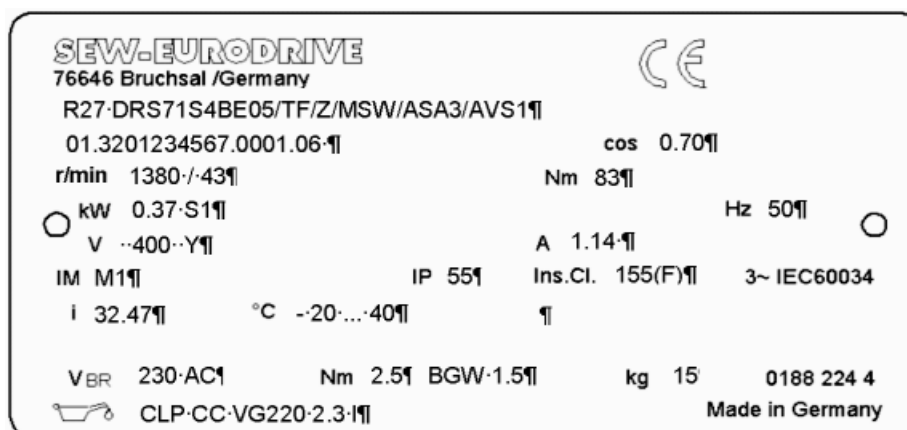 SEW-EURODRIVE CE
76646 Bruchsal /Germany
R27·DRS71S4BE05/TF/Z/MSW/ASA3/AVS1¶
01.3201234567.0001.06·¶ cos 0.70¶
r/min 1380·/·43¶ Nm 83¶
kW 0.37·S1¶ Hz 50¶
V ··400··Y¶ A 1.14·¶
IM M1¶ IP 55¶ Ins.Cl. 155(F)¶ 3~ IEC60034
i 32.47¶ °C -·20·...·40¶ ¶
VBR 230·AC¶ Nm 2.5¶ BGW·1.5¶ kg 15 0188 224 4
CLP·CC·VG220·2.3·l¶ Made in Germany